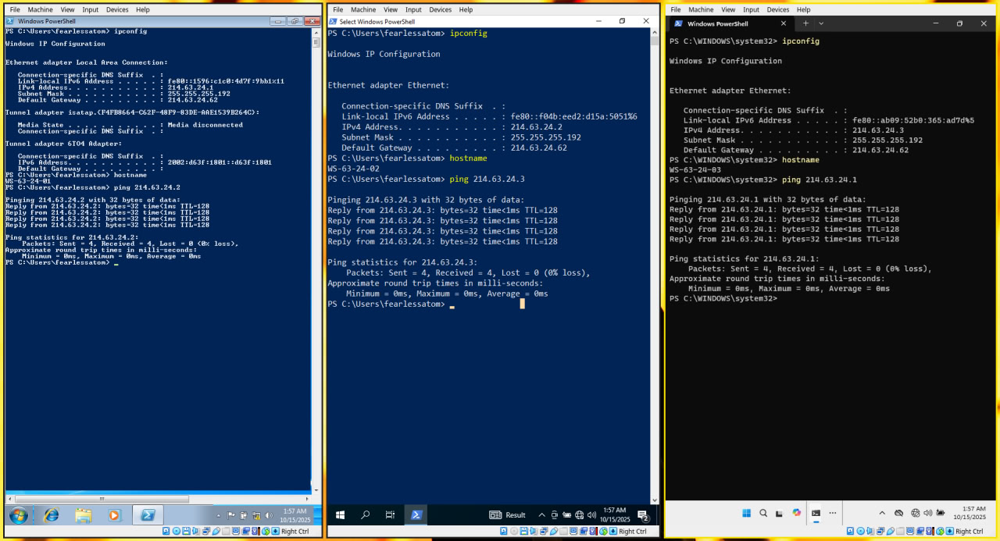 File Machine View Input Devices Help
Windows PowerShell
PS C:\Users\fearlessatom> ipconfig
Windows IP Configuration
Ethernet adapter Local Area Connection:
Connection-specific DNS Suffix . :
Link-local IPv6 Address . . . . . : fe80::1596:c1c0:4d7f:9bb1%11
IPv4 Address. . . . . . . . . . . : 214.63.24.1
Subnet Mask . . . . . . . . . . . : 255.255.255.192
Default Gateway . . . . . . . . . : 214.63.24.62
Tunnel adapter isatap.{F4FB8664-C62F-48F9-83DE-AAE1539B264C}:
Media State . . . . . . . . . . . : Media disconnected
Connection-specific DNS Suffix . :
Tunnel adapter 6TO4 Adapter:
Connection-specific DNS Suffix . :
IPv6 Address. . . . . . . . . . . : 2002:d63f:1801::d63f:1801
Default Gateway . . . . . . . . . :
PS C:\Users\fearlessatom> hostname
WS-63-24-01
PS C:\Users\fearlessatom> ping 214.63.24.2
Pinging 214.63.24.2 with 32 bytes of data:
Reply from 214.63.24.2: bytes=32 time<1ms TTL=128
Reply from 214.63.24.2: bytes=32 time<1ms TTL=128
Reply from 214.63.24.2: bytes=32 time<1ms TTL=128
Reply from 214.63.24.2: bytes=32 time<1ms TTL=128
Ping statistics for 214.63.24.2:
Packets: Sent = 4, Received = 4, Lost = 0 (0% loss),
Approximate round trip times in milli-seconds:
Minimum = 0ms, Maximum = 0ms, Average = 0ms
PS C:\Users\fearlessatom> _
1:57 AM
10/15/2025
Right Ctrl
File Machine View Input Devices Help
Select Windows PowerShell
PS C:\Users\fearlessatom> ipconfig
Windows IP Configuration
Ethernet adapter Ethernet:
Connection-specific DNS Suffix . :
Link-local IPv6 Address . . . . . : fe80::f04b:eed2:d15a:5051%6
IPv4 Address. . . . . . . . . . . : 214.63.24.2
Subnet Mask . . . . . . . . . . . : 255.255.255.192
Default Gateway . . . . . . . . . : 214.63.24.62
PS C:\Users\fearlessatom> hostname
WS-63-24-02
PS C:\Users\fearlessatom> ping 214.63.24.3
Pinging 214.63.24.3 with 32 bytes of data:
Reply from 214.63.24.3: bytes=32 time<1ms TTL=128
Reply from 214.63.24.3: bytes=32 time<1ms TTL=128
Reply from 214.63.24.3: bytes=32 time<1ms TTL=128
Reply from 214.63.24.3: bytes=32 time<1ms TTL=128
Ping statistics for 214.63.24.3:
Packets: Sent = 4, Received = 4, Lost = 0 (0% loss),
Approximate round trip times in milli-seconds:
Minimum = 0ms, Maximum = 0ms, Average = 0ms
PS C:\Users\fearlessatom> _
Result
1:57 AM
10/15/2025
2
Right Ctrl
File Machine View Input Devices Help
Windows PowerShell
PS C:\WINDOWS\system32> ipconfig
Windows IP Configuration
Ethernet adapter Ethernet:
Connection-specific DNS Suffix . :
Link-local IPv6 Address . . . . . : fe80::ab09:52b0:365:ad7d%5
IPv4 Address. . . . . . . . . . . : 214.63.24.3
Subnet Mask . . . . . . . . . . . : 255.255.255.192
Default Gateway . . . . . . . . . : 214.63.24.62
PS C:\WINDOWS\system32> hostname
WS-63-24-03
PS C:\WINDOWS\system32> ping 214.63.24.1
Pinging 214.63.24.1 with 32 bytes of data:
Reply from 214.63.24.1: bytes=32 time<1ms TTL=128
Reply from 214.63.24.1: bytes=32 time<1ms TTL=128
Reply from 214.63.24.1: bytes=32 time<1ms TTL=128
Reply from 214.63.24.1: bytes=32 time<1ms TTL=128
Ping statistics for 214.63.24.1:
Packets: Sent = 4, Received = 4, Lost = 0 (0% loss),
Approximate round trip times in milli-seconds:
Minimum = 0ms, Maximum = 0ms, Average = 0ms
PS C:\WINDOWS\system32>
1:57 AM
10/15/2025
Right Ctrl